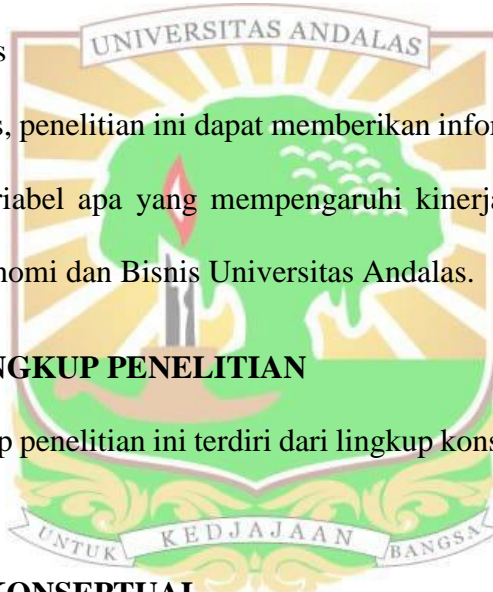 UNIVERSITAS ANDALAS
s
s, penelitian ini dapat memberikan infor
riabel apa yang mempengaruhi kinerja
nomi dan Bisnis Universitas Andalas.
NGKUP PENELITIAN
p penelitian ini terdiri dari lingkup kons
UNTUK KEDJAJAAN BANGSA
KONSEPTUAL